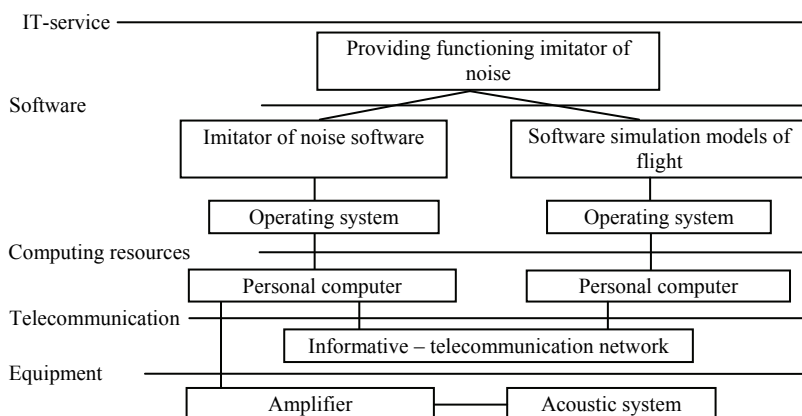 IT-service
Providing functioning imitator of
noise
Software
Imitator of noise software
Software simulation models of
flight
Operating system
Operating system
Computing resources
Personal computer
Personal computer
Telecommunication
Informative – telecommunication network
Equipment
Amplifier
Acoustic system